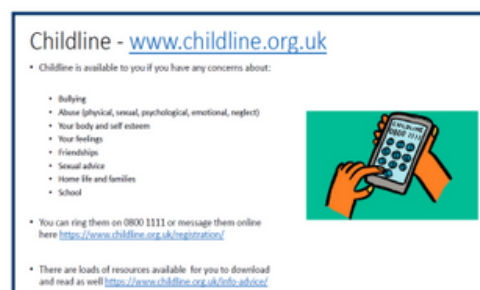 Childline - www.childline.org.uk
• Childline is available to you if you have any concerns about:
• Bullying
• Abuse (physical, sexual, psychological, emotional, neglect)
• Your body and self esteem
• Your feelings
• Friendships
• Sexual advice
• Home life and families
• School
CHILDLINE
0800 1111
• You can ring them on 0800 1111 or message them online
here https://www.childline.org.uk/registration/
• There are loads of resources available for you to download
and read as well https://www.childline.org.uk/info-advice/